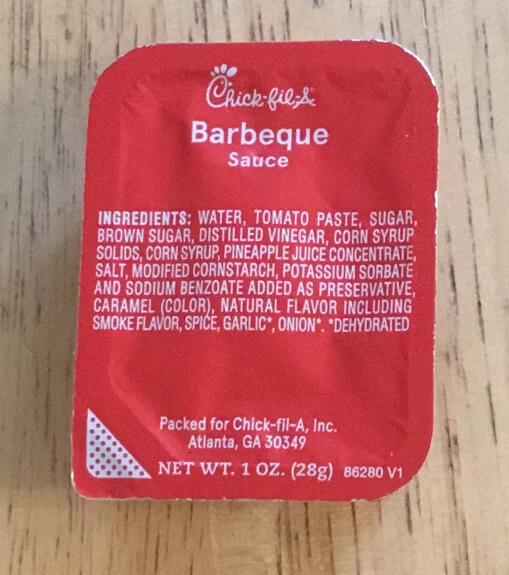 Chick-fil-A®
Barbeque
Sauce
INGREDIENTS: WATER, TOMATO PASTE, SUGAR,
BROWN SUGAR, DISTILLED VINEGAR, CORN SYRUP
SOLIDS, CORN SYRUP, PINEAPPLE JUICE CONCENTRATE,
SALT, MODIFIED CORNSTARCH, POTASSIUM SORBATE
AND SODIUM BENZOATE ADDED AS PRESERVATIVE,
CARAMEL (COLOR), NATURAL FLAVOR INCLUDING
SMOKE FLAVOR, SPICE, GARLIC*, ONION*. *DEHYDRATED
Packed for Chick-fil-A, Inc.
Atlanta, GA 30349
NET WT. 1 OZ. (28g) 86280 V1